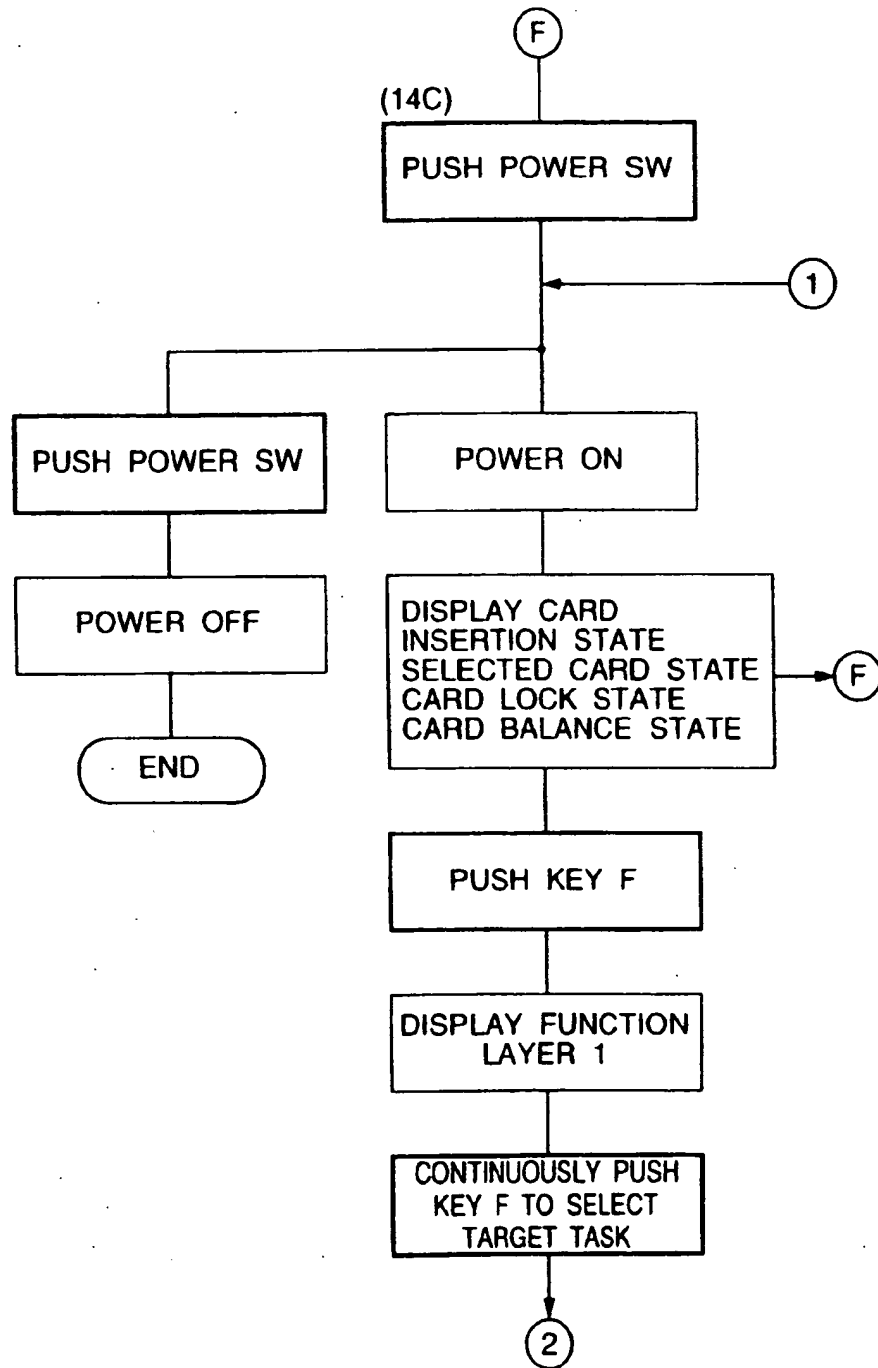 F
(14C)
PUSH POWER SW
1
PUSH POWER SW
POWER ON
POWER OFF
DISPLAY CARD
INSERTION STATE
SELECTED CARD STATE
CARD LOCK STATE
CARD BALANCE STATE
F
END
PUSH KEY F
DISPLAY FUNCTION
LAYER 1
CONTINUOUSLY PUSH
KEY F TO SELECT
TARGET TASK
2